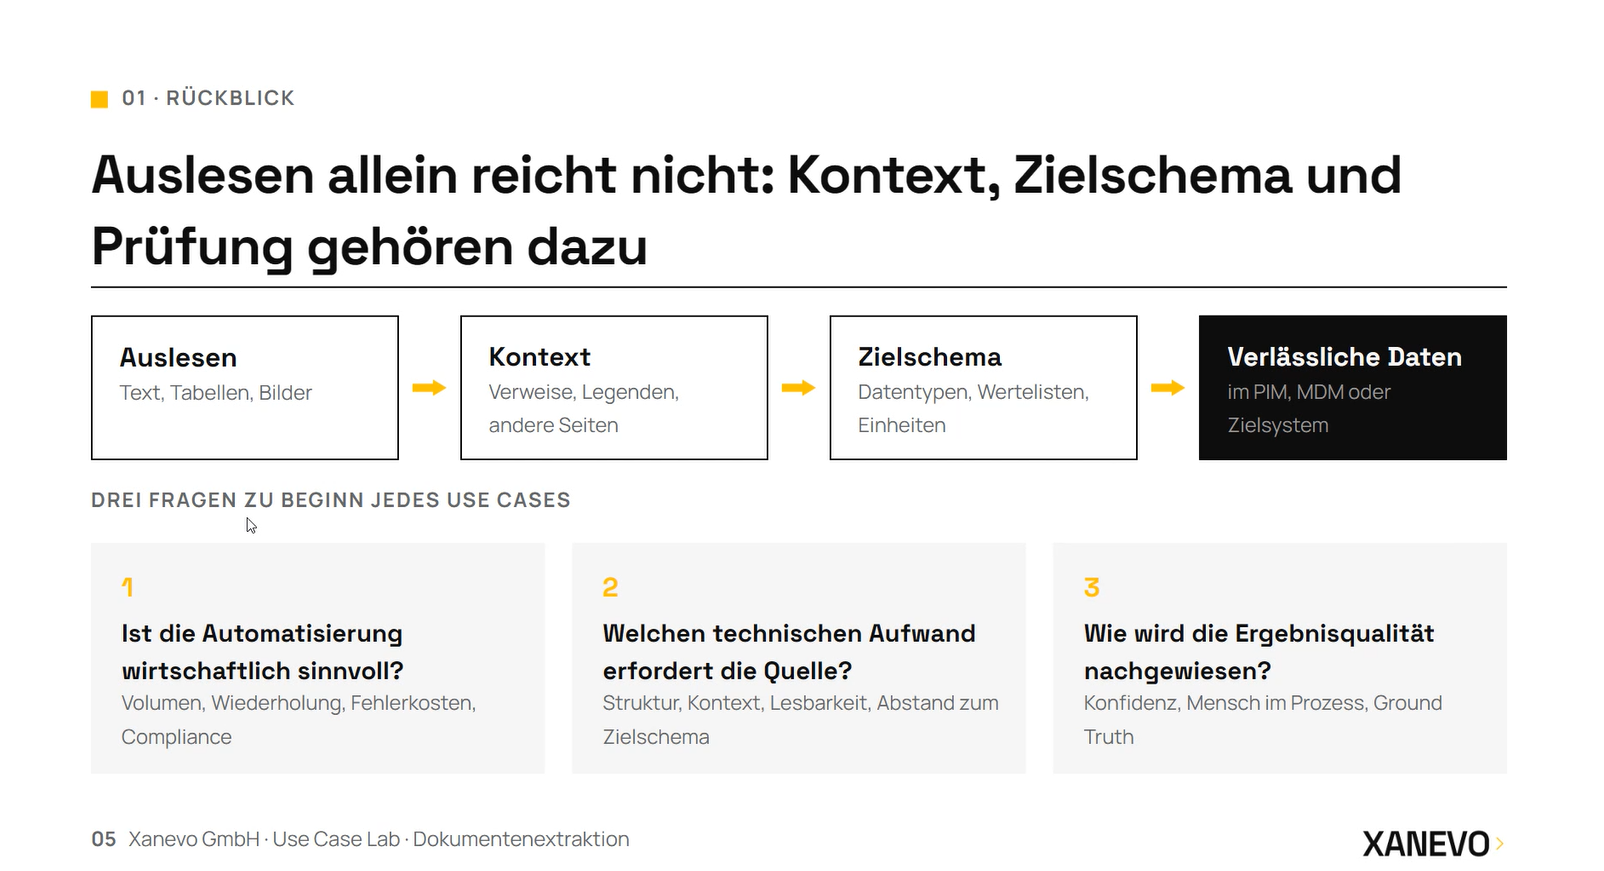 01 · RÜCKBLICK
Auslesen allein reicht nicht: Kontext, Zielschema und
Prüfung gehören dazu
Auslesen
Text, Tabellen, Bilder
Kontext
Verweise, Legenden,
andere Seiten
Zielschema
Datentypen, Wertelisten,
Einheiten
Verlässliche Daten
im PIM, MDM oder
Zielsystem
DREI FRAGEN ZU BEGINN JEDES USE CASES
1
Ist die Automatisierung
wirtschaftlich sinnvoll?
Volumen, Wiederholung, Fehlerkosten,
Compliance
2
Welchen technischen Aufwand
erfordert die Quelle?
Struktur, Kontext, Lesbarkeit, Abstand zum
Zielschema
3
Wie wird die Ergebnisqualität
nachgewiesen?
Konfidenz, Mensch im Prozess, Ground
Truth
05 Xanevo GmbH · Use Case Lab · Dokumentenextraktion
XANEVO